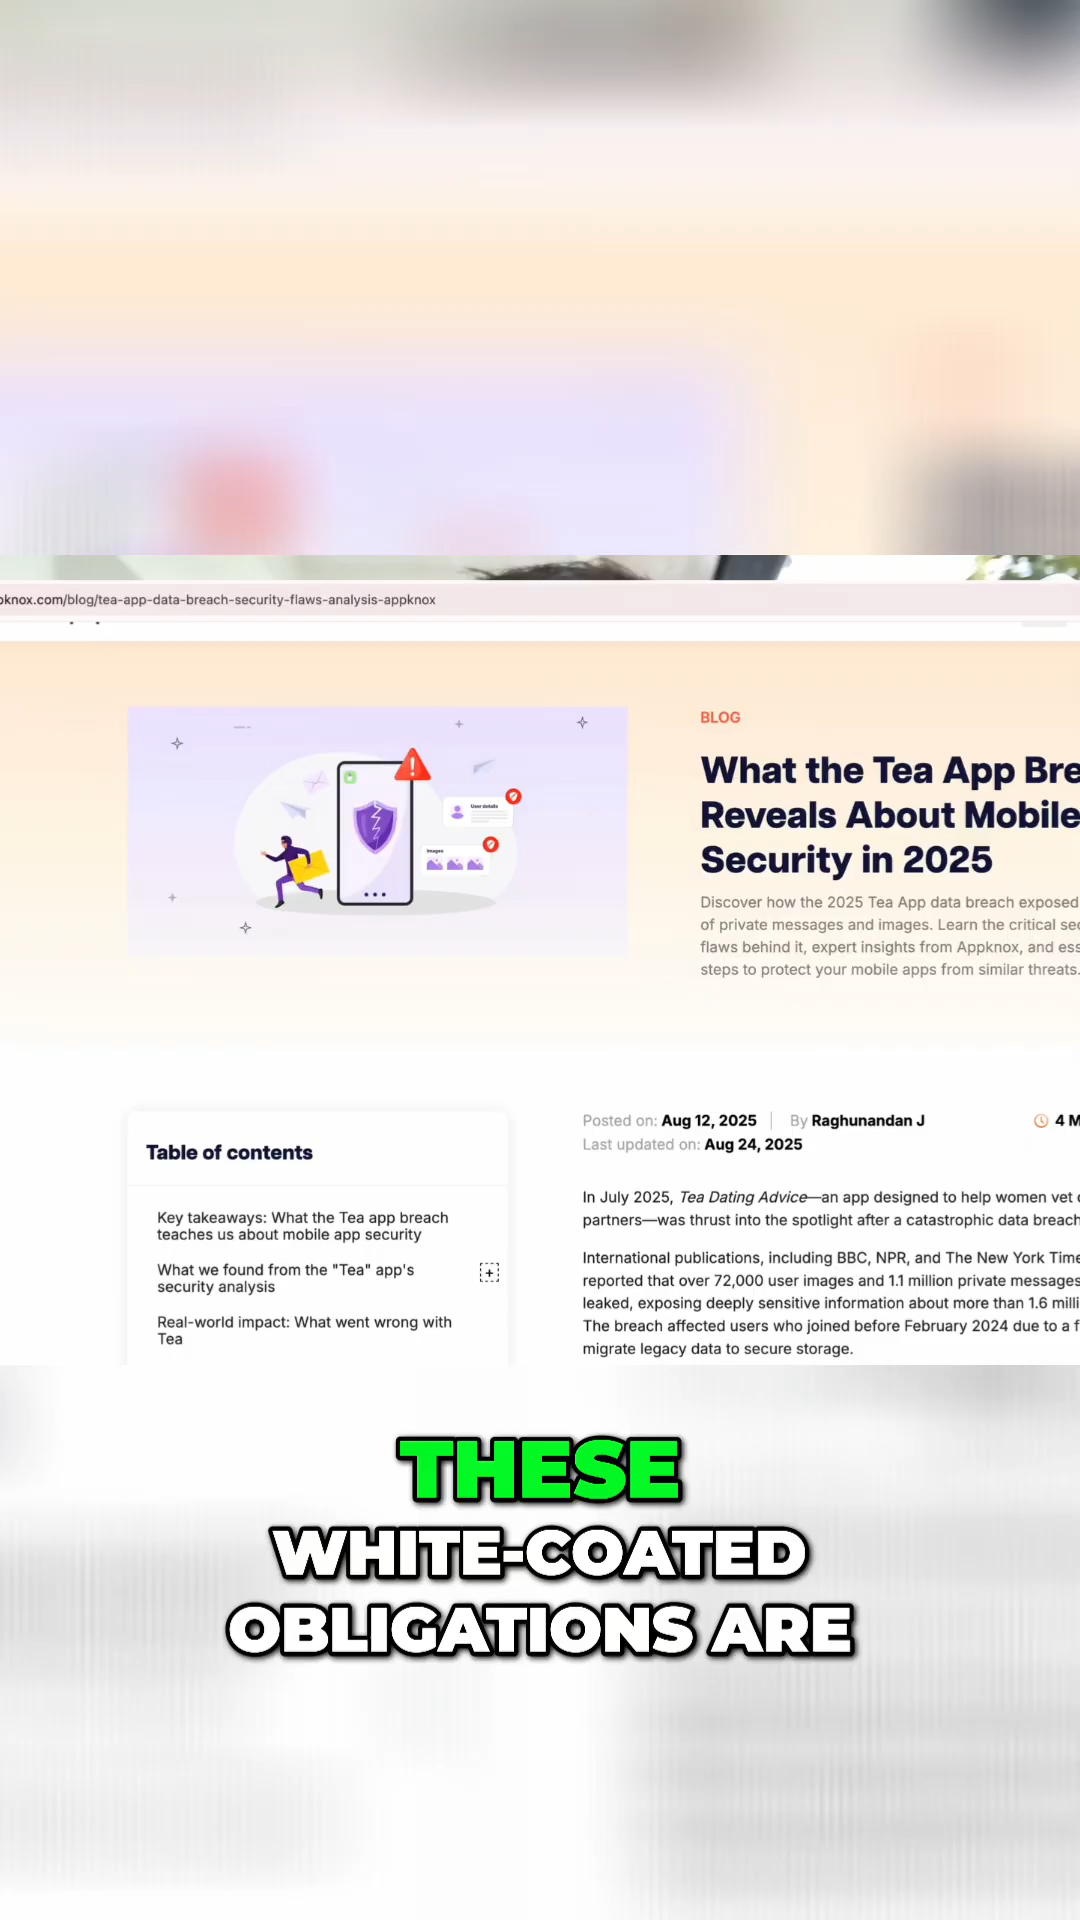 oknox.com/blog/tea-app-data-breach-security-flaws-analysis-appknox
User details
Images
BLOG
What the Tea App Bre
Reveals About Mobile
Security in 2025
Discover how the 2025 Tea App data breach exposed
of private messages and images. Learn the critical sec
flaws behind it, expert insights from Appknox, and ess
steps to protect your mobile apps from similar threats.
Table of contents
Key takeaways: What the Tea app breach
teaches us about mobile app security
What we found from the "Tea" app's
security analysis
Real-world impact: What went wrong with
Tea
Posted on: Aug 12, 2025 | By Raghunandan J
4 M
Last updated on: Aug 24, 2025
In July 2025, Tea Dating Advice—an app designed to help women vet
partners—was thrust into the spotlight after a catastrophic data breach
International publications, including BBC, NPR, and The New York Time
reported that over 72,000 user images and 1.1 million private messages
leaked, exposing deeply sensitive information about more than 1.6 milli
The breach affected users who joined before February 2024 due to a f
migrate legacy data to secure storage.
THESE
WHITE-COATED
OBLIGATIONS ARE